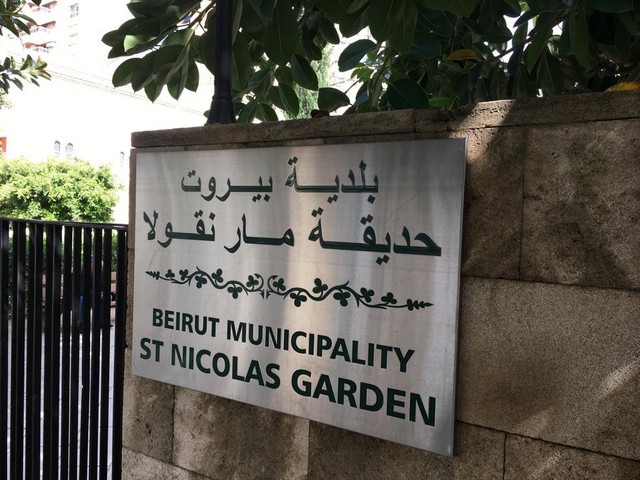 بلدية بيروت
حديقة مار نقولا
BEIRUT MUNICIPALITY
ST NICOLAS GARDEN